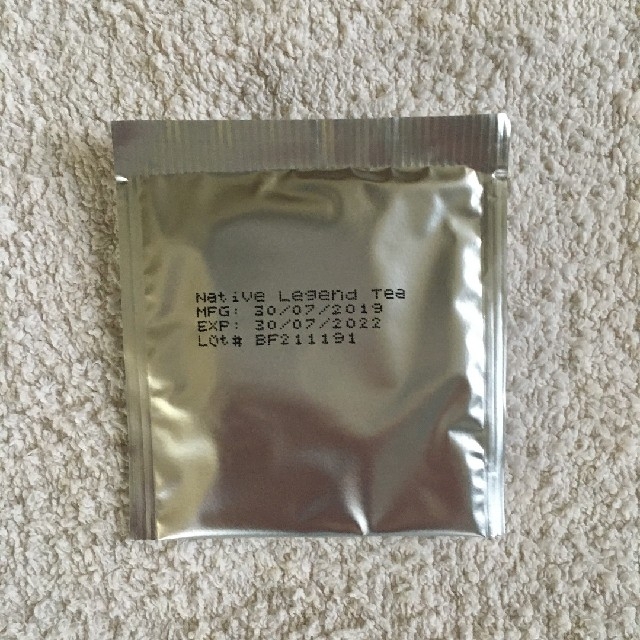 Native Legend Tea
MFG: 30/07/2019
EXP: 30/07/2022
Lot# BF211191